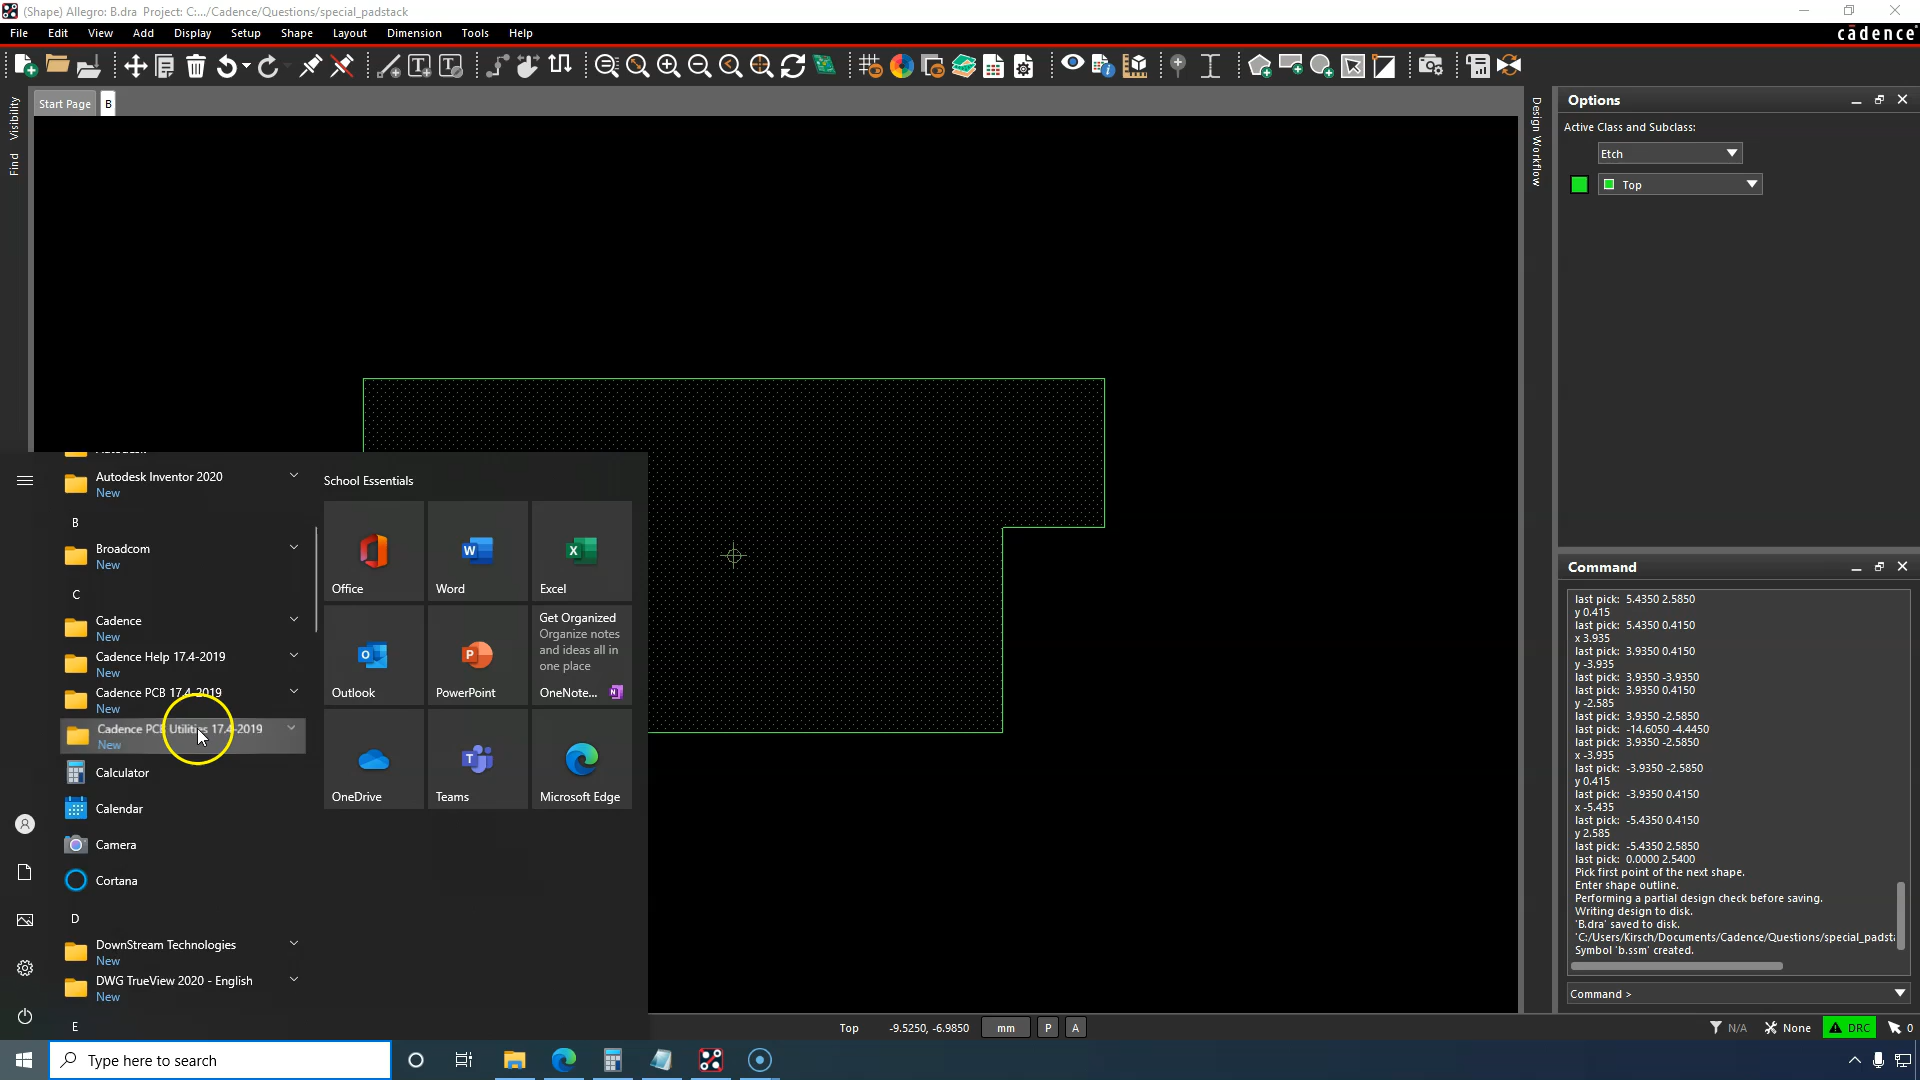 (Shape) Allegro: B.dra  Project: C:.../Cadence/Questions/special_padstack
File Edit View Add Display Setup Shape Layout Dimension Tools Help
cādence
Start Page B
Visibility
Find
Design Workflow
Options
Active Class and Subclass:
Etch
Top
Command
last pick:  5.4350 2.5850
y 0.415
last pick:  5.4350 0.4150
x 3.935
last pick:  3.9350 0.4150
y -3.935
last pick:  3.9350 -3.9350
last pick:  3.9350 0.4150
y -2.585
last pick:  3.9350 -2.5850
last pick:  -14.6050 -4.4450
last pick:  3.9350 -2.5850
x -3.935
last pick:  -3.9350 -2.5850
y 0.415
last pick:  -3.9350 0.4150
x -5.435
last pick:  -5.4350 0.4150
y 2.585
last pick:  -5.4350 2.5850
last pick:  0.0000 2.5400
Pick first point of the next shape.
Enter shape outline.
Performing a partial design check before saving.
Writing design to disk.
'B.dra' saved to disk.
'C:/Users/Kirsch/Documents/Cadence/Questions/special_padst
Symbol 'b.ssm' created.
Command >
Autodesk Inventor 2020
New
B
Broadcom
New
C
Cadence
New
Cadence Help 17.4-2019
New
Cadence PCB 17.4-2019
New
Cadence PCB Utilities 17.4-2019
New
Calculator
Calendar
Camera
Cortana
D
DownStream Technologies
New
DWG TrueView 2020 - English
New
E
School Essentials
Office
Word
Excel
Outlook
PowerPoint
Get Organized
Organize notes
and ideas all in
one place
OneNote...
OneDrive
Teams
Microsoft Edge
Top -9.5250, -6.9850 mm P A
N/A None DRC 0
Type here to search